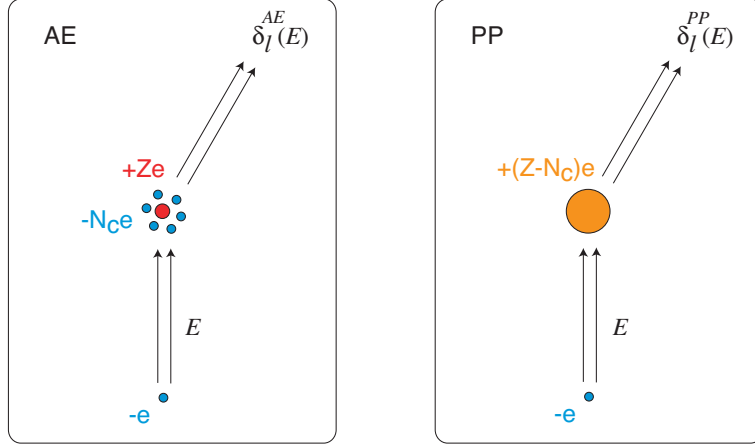 AE
δ_l^{AE}(E)
+Ze
-N_Ce
E
-e
PP
δ_l^{PP}(E)
+(Z-N_C)e
E
-e